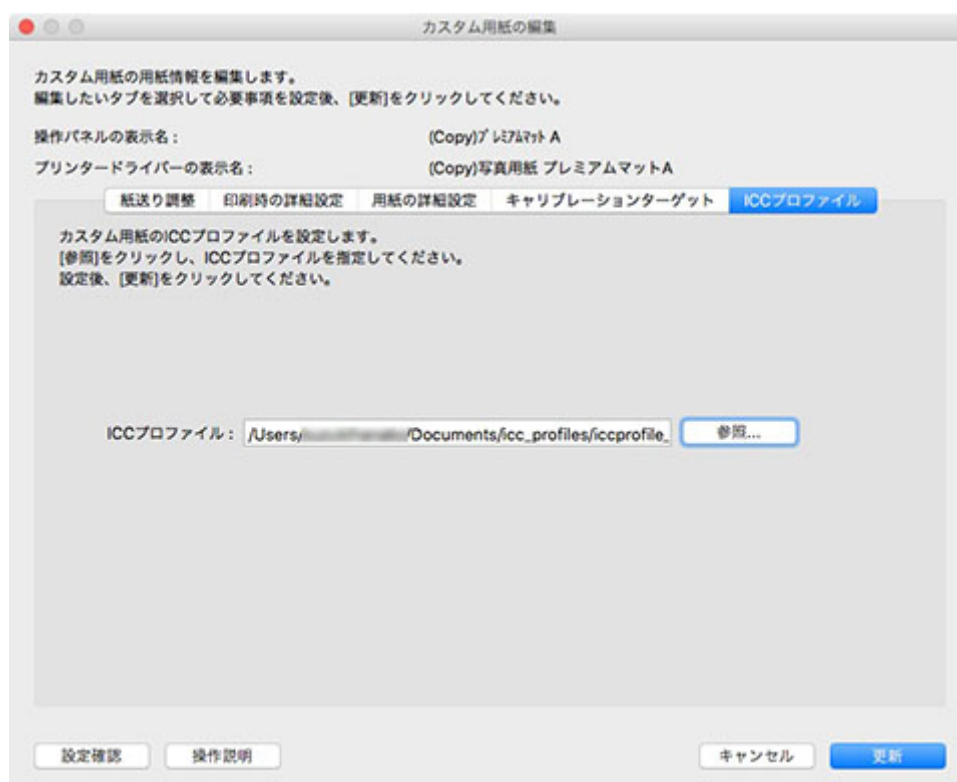 カスタム用紙の編集
カスタム用紙の用紙情報を編集します。
編集したいタブを選択して必要事項を設定後、[更新]をクリックしてください。
操作パネルの表示名： (Copy)ﾌﾟﾚﾐｱﾑﾏｯﾄ A
プリンタードライバーの表示名： (Copy)写真用紙 プレミアムマットA
紙送り調整 印刷時の詳細設定 用紙の詳細設定 キャリブレーションターゲット ICCプロファイル
カスタム用紙のICCプロファイルを設定します。
[参照]をクリックし、ICCプロファイルを指定してください。
設定後、[更新]をクリックしてください。
ICCプロファイル： /Users/ /Documents/icc_profiles/iccprofile_ 参照...
設定確認 操作説明 キャンセル 更新